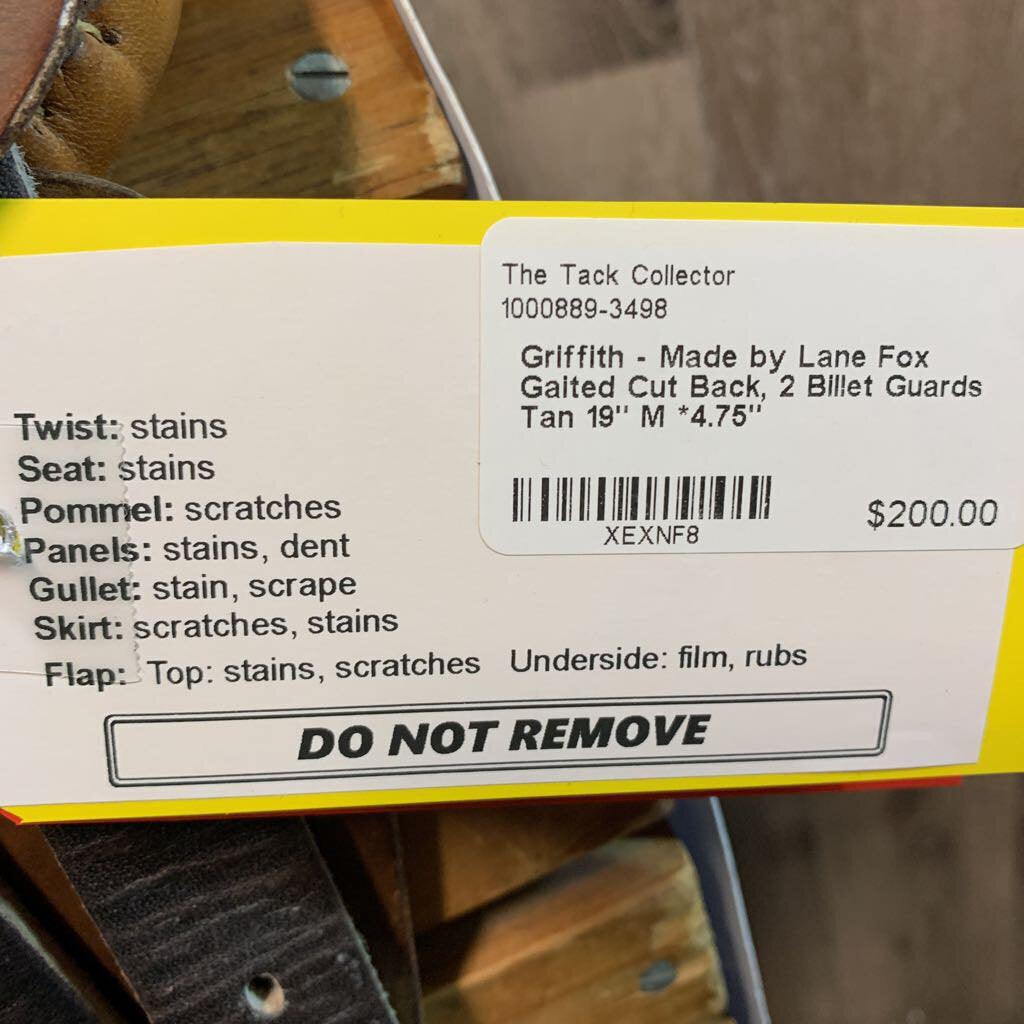 The Tack Collector
1000889-3498
Griffith - Made by Lane Fox
Gaited Cut Back, 2 Billet Guards
Tan 19" M *4.75"
XEXNF8
$200.00
Twist: stains
Seat: stains
Pommel: scratches
Panels: stains, dent
Gullet: stain, scrape
Skirt: scratches, stains
Flap: Top: stains, scratches Underside: film, rubs
DO NOT REMOVE